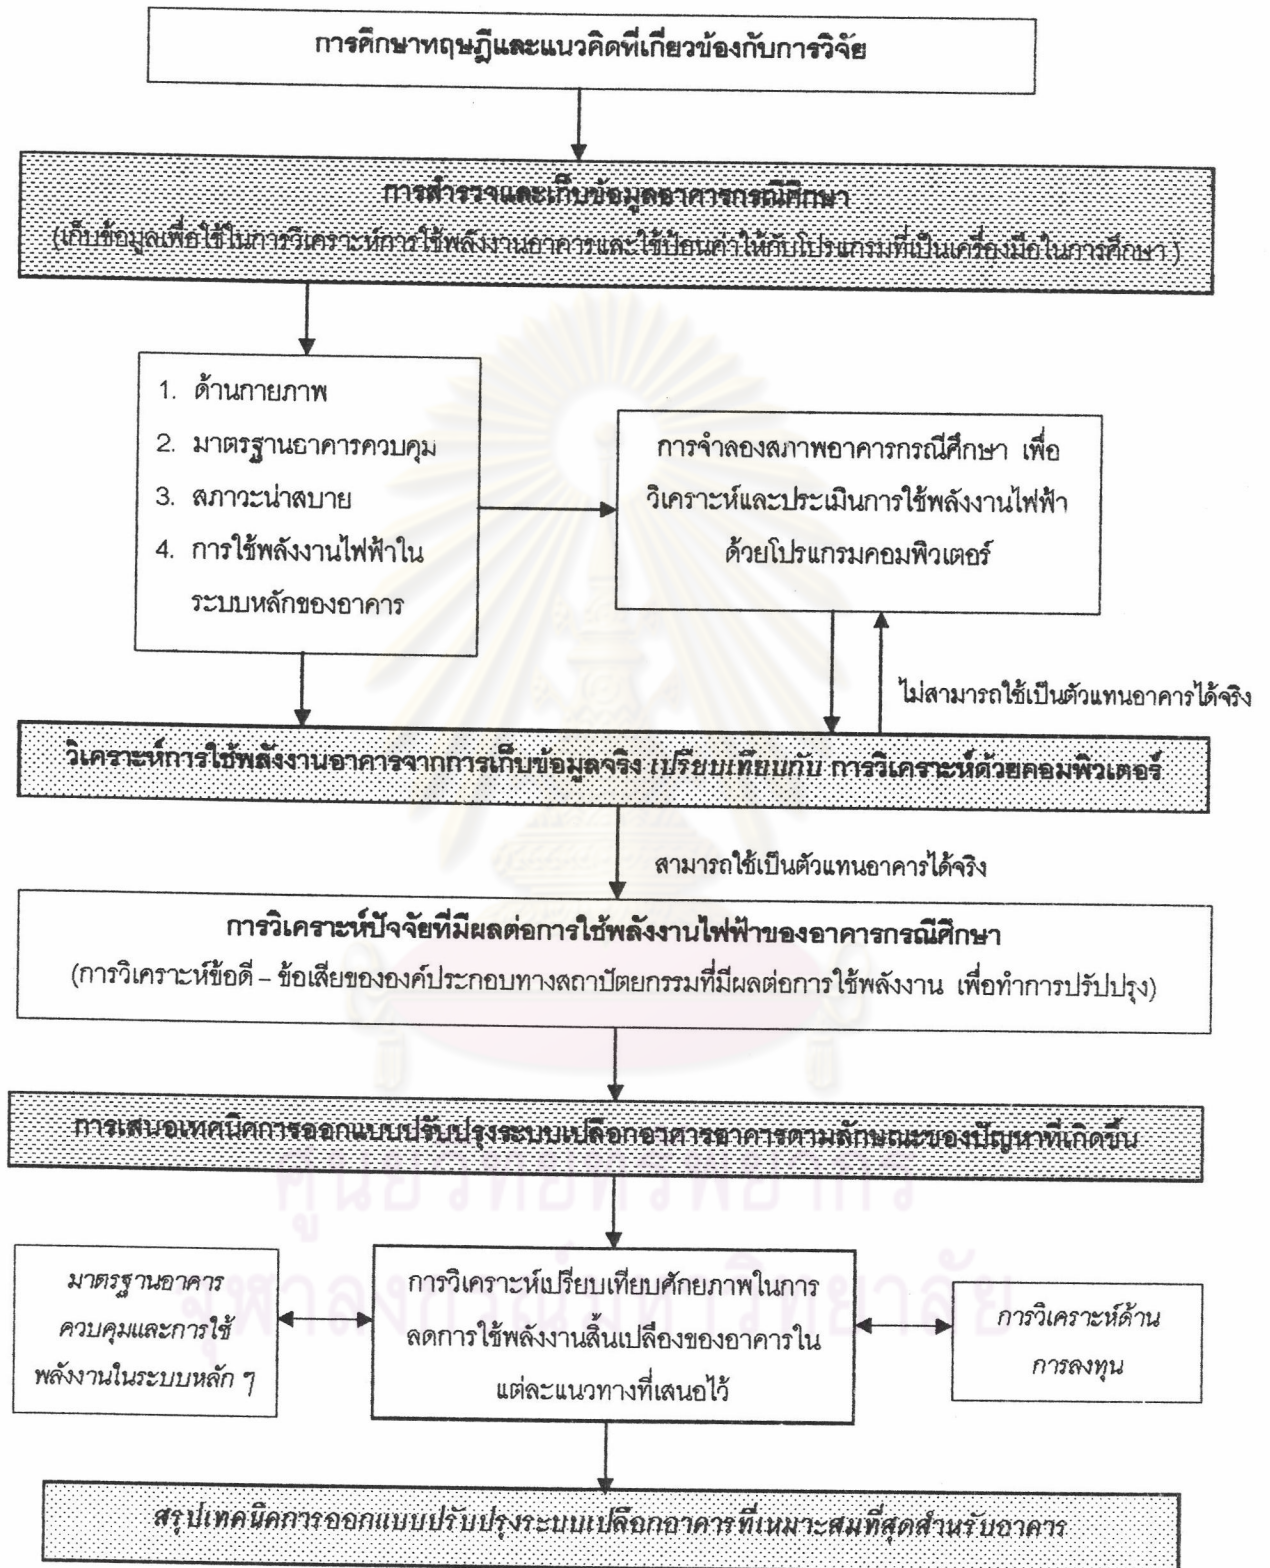 การศึกษาทฤษฎีและแนวคิดที่เกี่ยวข้องกับการวิจัย
การสำรวจและเก็บข้อมูลอาคารกรณีศึกษา
(เก็บข้อมูลเพื่อใช้ในการวิเคราะห์การใช้พลังงานอาคารและใช้ป้อนค่าให้กับโปรแกรมที่เป็นเครื่องมือในการศึกษา)
1. ด้านกายภาพ
2. มาตรฐานอาคารควบคุม
3. สภาวะน่าสบาย
4. การใช้พลังงานไฟฟ้าใน
ระบบหลักของอาคาร
การจำลองสภาพอาคารกรณีศึกษา เพื่อ
วิเคราะห์และประเมินการใช้พลังงานไฟฟ้า
ด้วยโปรแกรมคอมพิวเตอร์
ไม่สามารถใช้เป็นตัวแทนอาคารได้จริง
วิเคราะห์การใช้พลังงานอาคารจากการเก็บข้อมูลจริง เปรียบเทียบกับ การวิเคราะห์ด้วยคอมพิวเตอร์
สามารถใช้เป็นตัวแทนอาคารได้จริง
การวิเคราะห์ปัจจัยที่มีผลต่อการใช้พลังงานไฟฟ้าของอาคารกรณีศึกษา
(การวิเคราะห์ข้อดี – ข้อเสียขององค์ประกอบทางสถาปัตยกรรมที่มีผลต่อการใช้พลังงาน เพื่อทำการปรับปรุง)
การเสนอเทคนิคการออกแบบปรับปรุงระบบเปลือกอาคารอาคารตามลักษณะของปัญหาที่เกิดขึ้น
ศูนย์วิทยทรัพยากร
จุฬาลงกรณ์มหาวิทยาลัย
มาตรฐานอาคาร
ควบคุมและการใช้
พลังงานในระบบหลัก ๆ
การวิเคราะห์เปรียบเทียบศักยภาพในการ
ลดการใช้พลังงานสิ้นเปลืองของอาคารใน
แต่ละแนวทางที่เสนอไว้
การวิเคราะห์ด้าน
การลงทุน
สรุปเทคนิคการออกแบบปรับปรุงระบบเปลือกอาคารที่เหมาะสมที่สุดสำหรับอาคาร